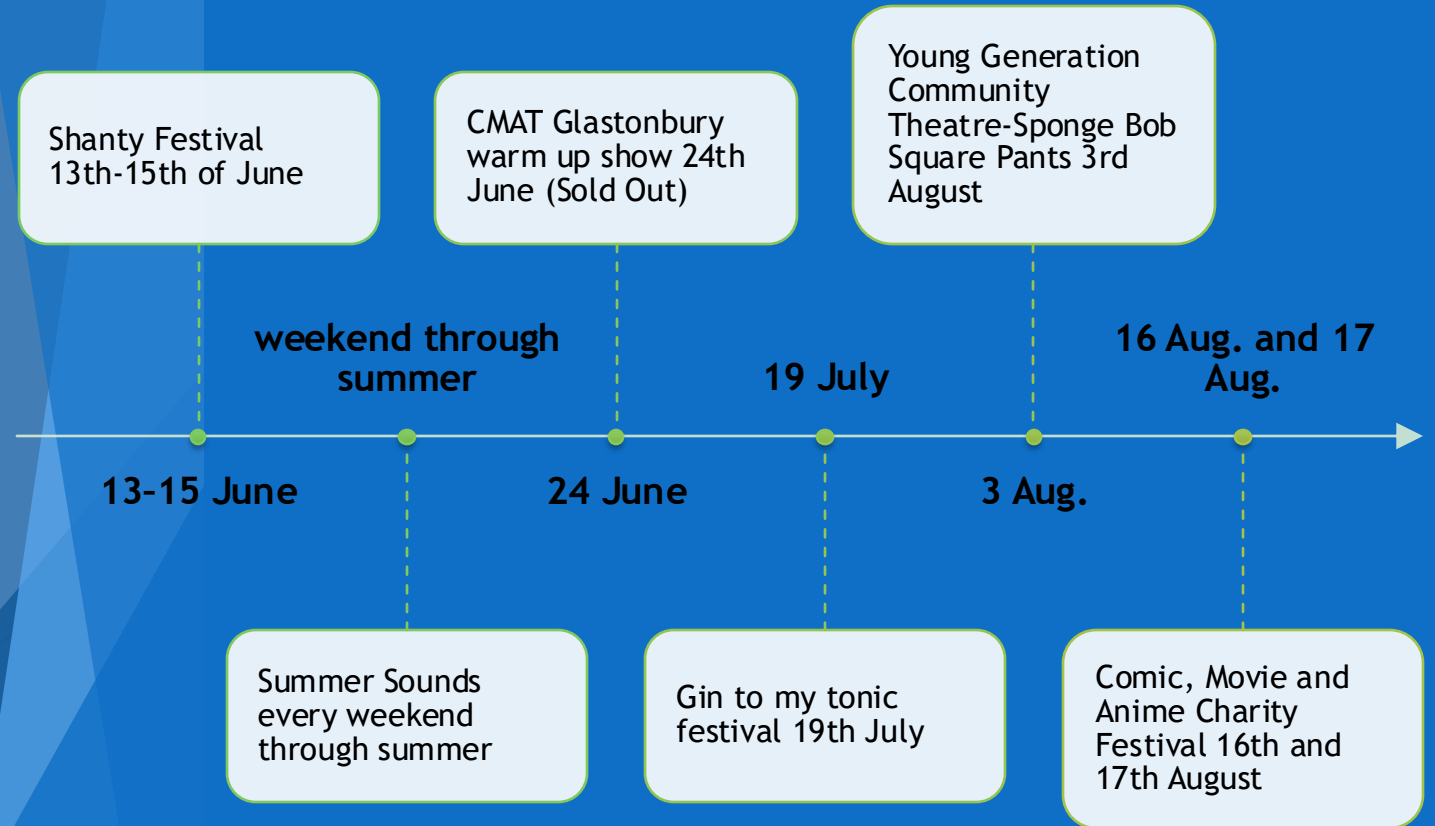 Shanty Festival
13th-15th of June
CMAT Glastonbury
warm up show 24th
June (Sold Out)
Young Generation
Community
Theatre-Sponge Bob
Square Pants 3rd
August
weekend through
summer
19 July
16 Aug. and 17
Aug.
13–15 June
24 June
3 Aug.
Summer Sounds
every weekend
through summer
Gin to my tonic
festival 19th July
Comic, Movie and
Anime Charity
Festival 16th and
17th August